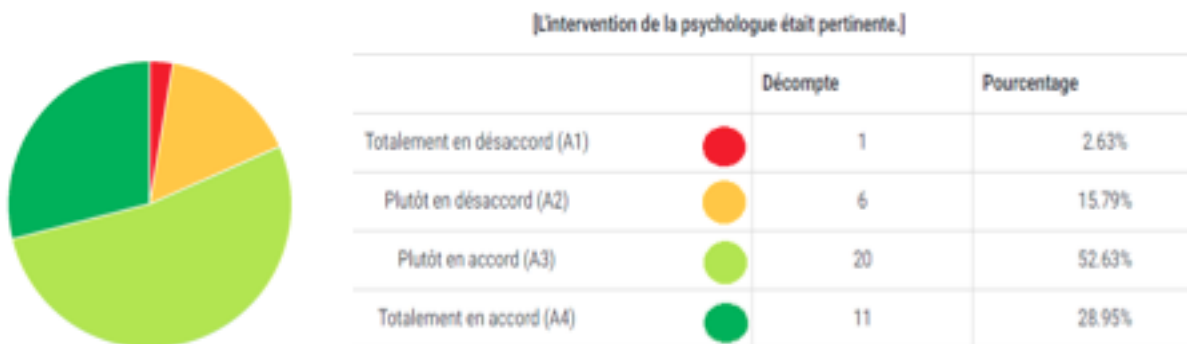 [L'intervention de la psychologue était pertinente.]
Décompte Pourcentage
Totalement en désaccord (A1) 1 2.63%
Plutôt en désaccord (A2) 6 15.79%
Plutôt en accord (A3) 20 52.63%
Totalement en accord (A4) 11 28.95%